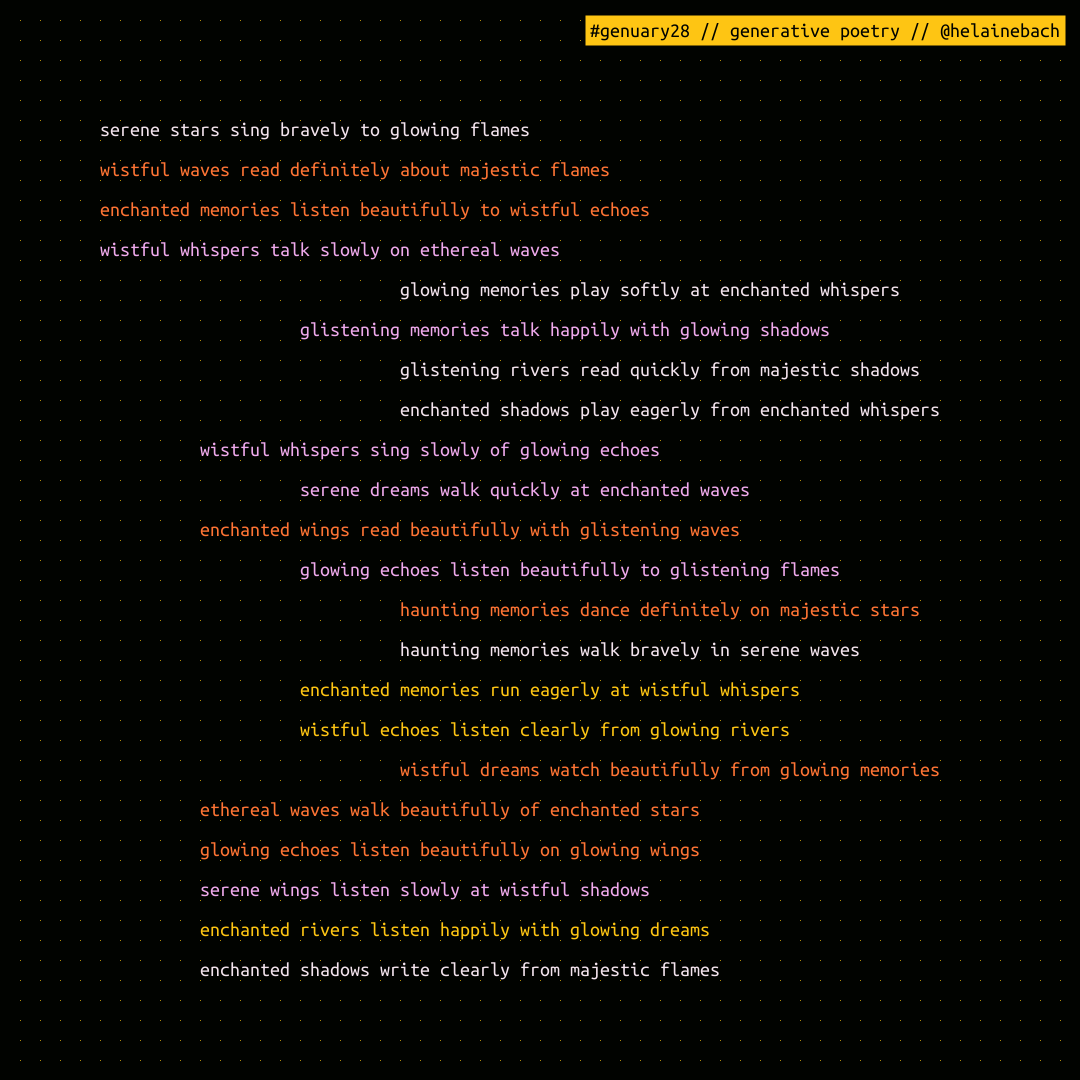 #genuary28 // generative poetry // @helainebach
serene stars sing bravely to glowing flames
wistful waves read definitely about majestic flames
enchanted memories listen beautifully to wistful echoes
wistful whispers talk slowly on ethereal waves
glowing memories play softly at enchanted whispers
glistening memories talk happily with glowing shadows
glistening rivers read quickly from majestic shadows
enchanted shadows play eagerly from enchanted whispers
wistful whispers sing slowly of glowing echoes
serene dreams walk quickly at enchanted waves
enchanted wings read beautifully with glistening waves
glowing echoes listen beautifully to glistening flames
haunting memories dance definitely on majestic stars
haunting memories walk bravely in serene waves
enchanted memories run eagerly at wistful whispers
wistful echoes listen clearly from glowing rivers
wistful dreams watch beautifully from glowing memories
ethereal waves walk beautifully of enchanted stars
glowing echoes listen beautifully on glowing wings
serene wings listen slowly at wistful shadows
enchanted rivers listen happily with glowing dreams
enchanted shadows write clearly from majestic flames